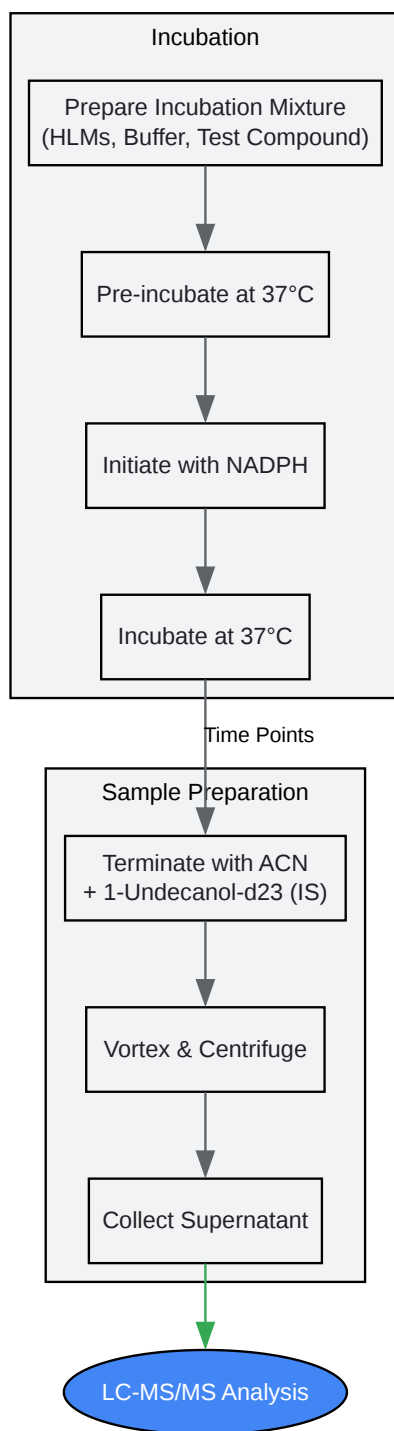 Incubation
Prepare Incubation Mixture
(HLMs, Buffer, Test Compound)
Pre-incubate at 37°C
Initiate with NADPH
Incubate at 37°C
Time Points
Sample Preparation
Terminate with ACN
+ 1-Undecanol-d23 (IS)
Vortex & Centrifuge
Collect Supernatant
LC-MS/MS Analysis